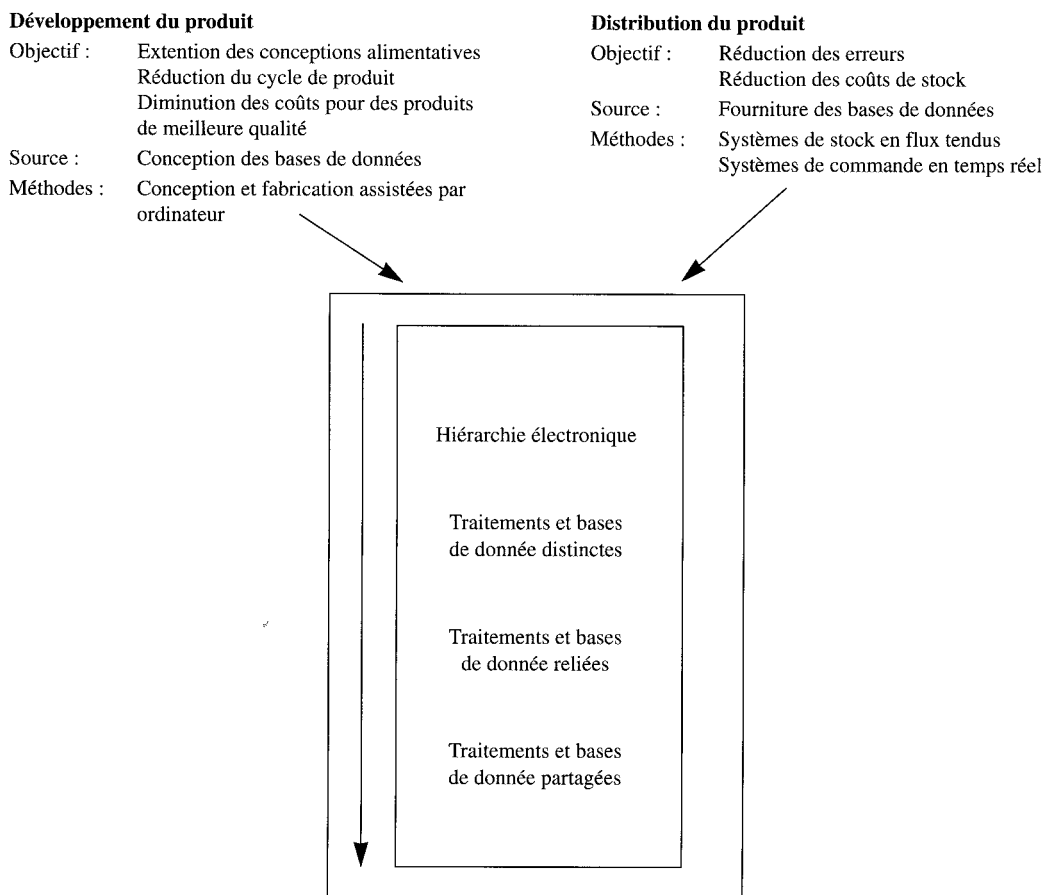 Développement du produit
Objectif : Extention des conceptions alimentatives
Réduction du cycle de produit
Diminution des coûts pour des produits
de meilleure qualité
Source : Conception des bases de données
Méthodes : Conception et fabrication assistées par
ordinateur
Distribution du produit
Objectif : Réduction des erreurs
Réduction des coûts de stock
Source : Fourniture des bases de données
Méthodes : Systèmes de stock en flux tendus
Systèmes de commande en temps réel
Hiérarchie électronique
Traitements et bases
de donnée distinctes
Traitements et bases
de donnée reliées
Traitements et bases
de donnée partagées